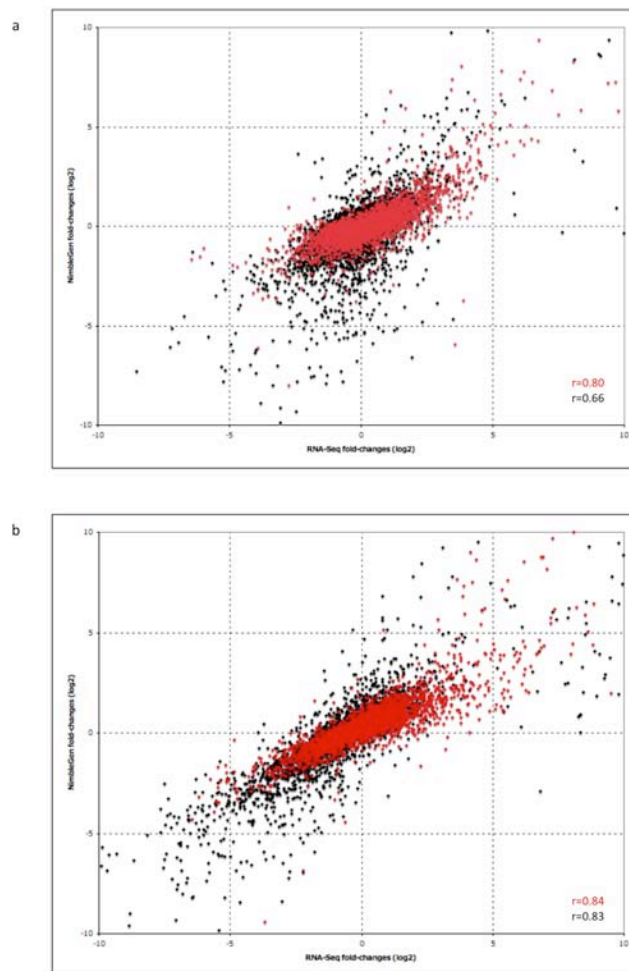 a
10
5
0
-5
-10
NimbleGen fold-changes (log2)
r=0.80
r=0.66
-10
-5
0
5
10
RNA-Seq fold-changes (log2)
b
10
5
0
-5
-10
NimbleGen fold-changes (log2)
r=0.84
r=0.83
-10
-5
0
5
10
RNA-Seq fold-changes (log2)